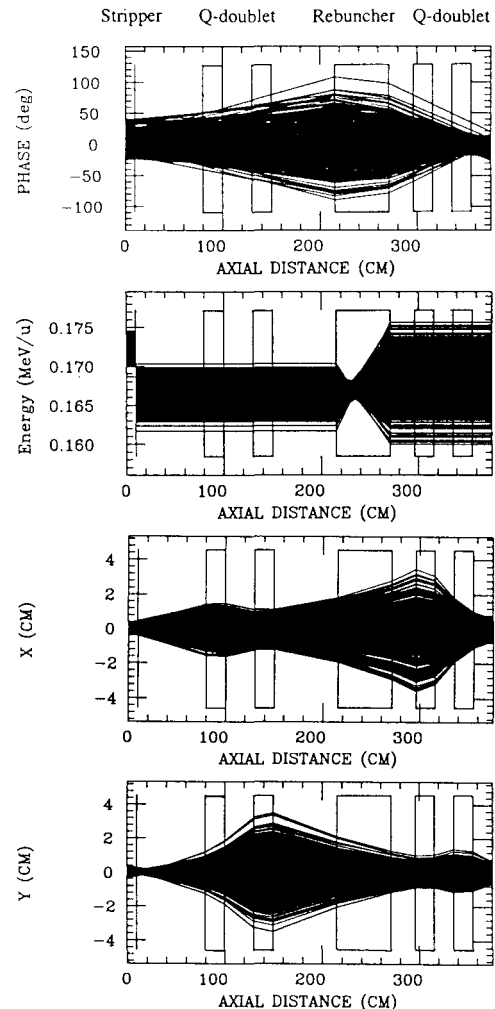 Stripper Q-doublet Rebuncher Q-doublet
150
100
50
0
-50
-100
PHASE (deg)
0 100 200 300
AXIAL DISTANCE (CM)
0.175
0.170
0.165
0.160
Energy (MeV/u)
0 100 200 300
AXIAL DISTANCE (CM)
4
2
0
-2
-4
X (CM)
0 100 200 300
AXIAL DISTANCE (CM)
4
2
0
-2
-4
Y (CM)
0 100 200 300
AXIAL DISTANCE (CM)